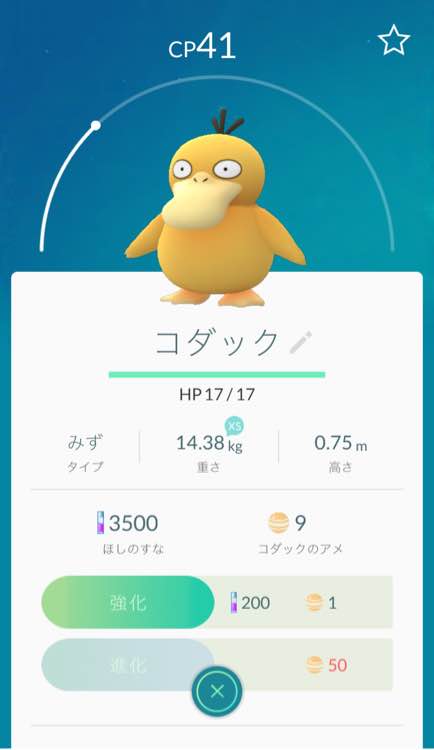 CP41
コダック
HP 17 / 17
みず
タイプ
XS
14.38 kg
重さ
0.75 m
高さ
3500
ほしのすな
9
コダックのアメ
強化 200 1
進化 50